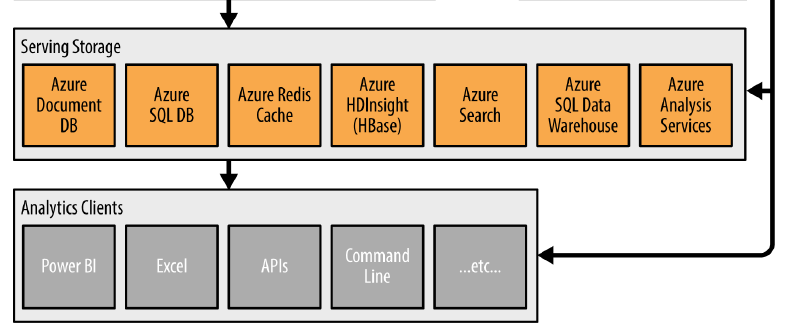 Serving Storage
Azure
Document
DB
Azure
SQL DB
Azure Redis
Cache
Azure
HDInsight
(HBase)
Azure
Search
Azure
SQL Data
Warehouse
Azure
Analysis
Services
Analytics Clients
Power BI
Excel
APIs
Command
Line
...etc...